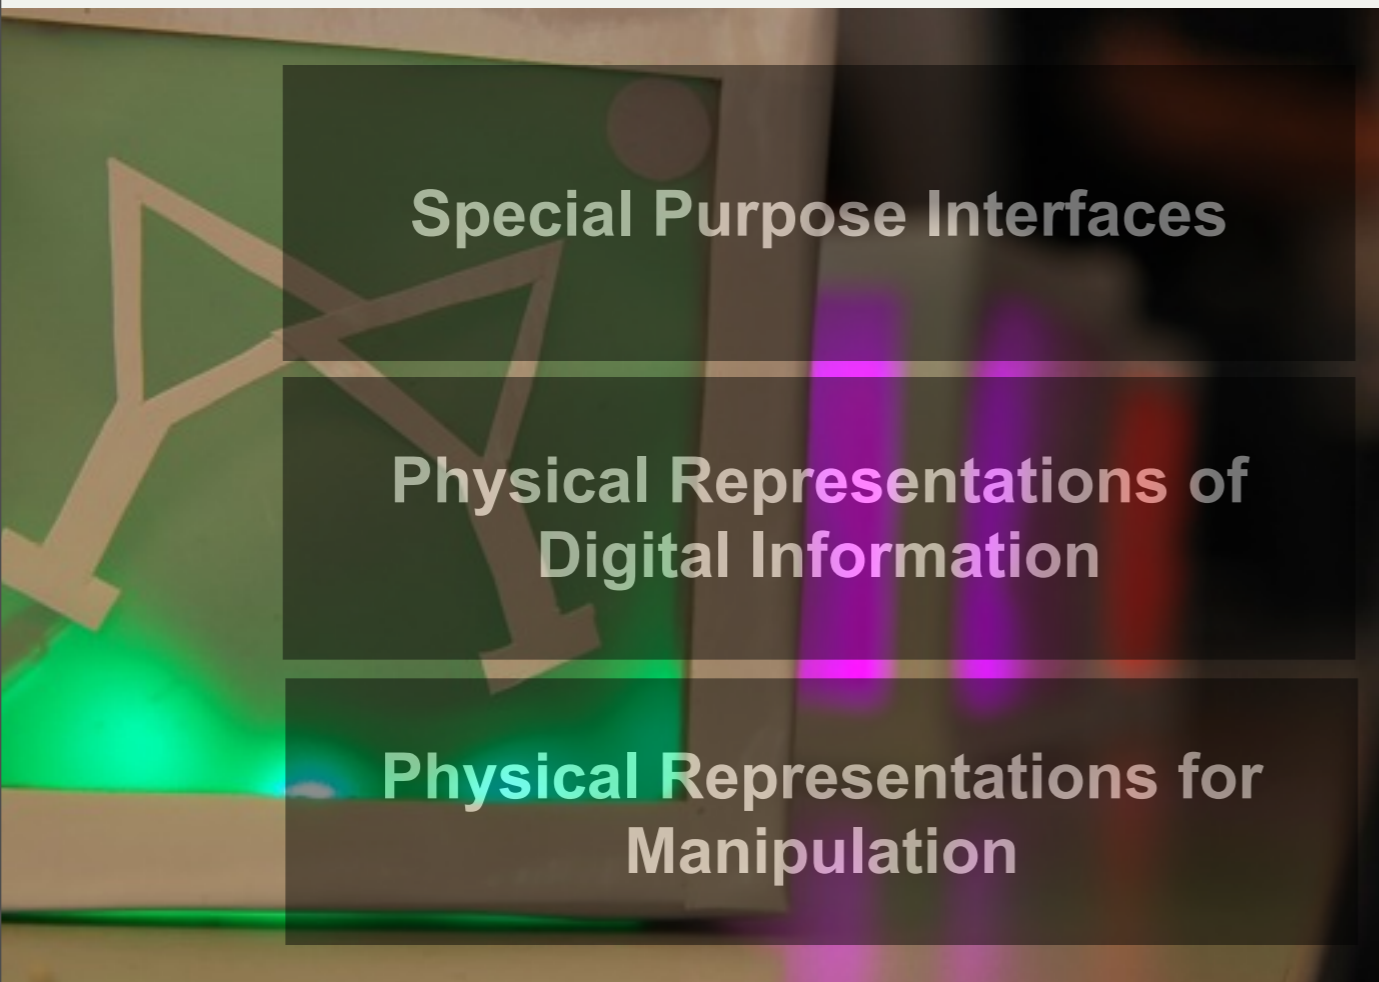 Special Purpose Interfaces
Physical Representations of
Digital Information
Physical Representations for
Manipulation